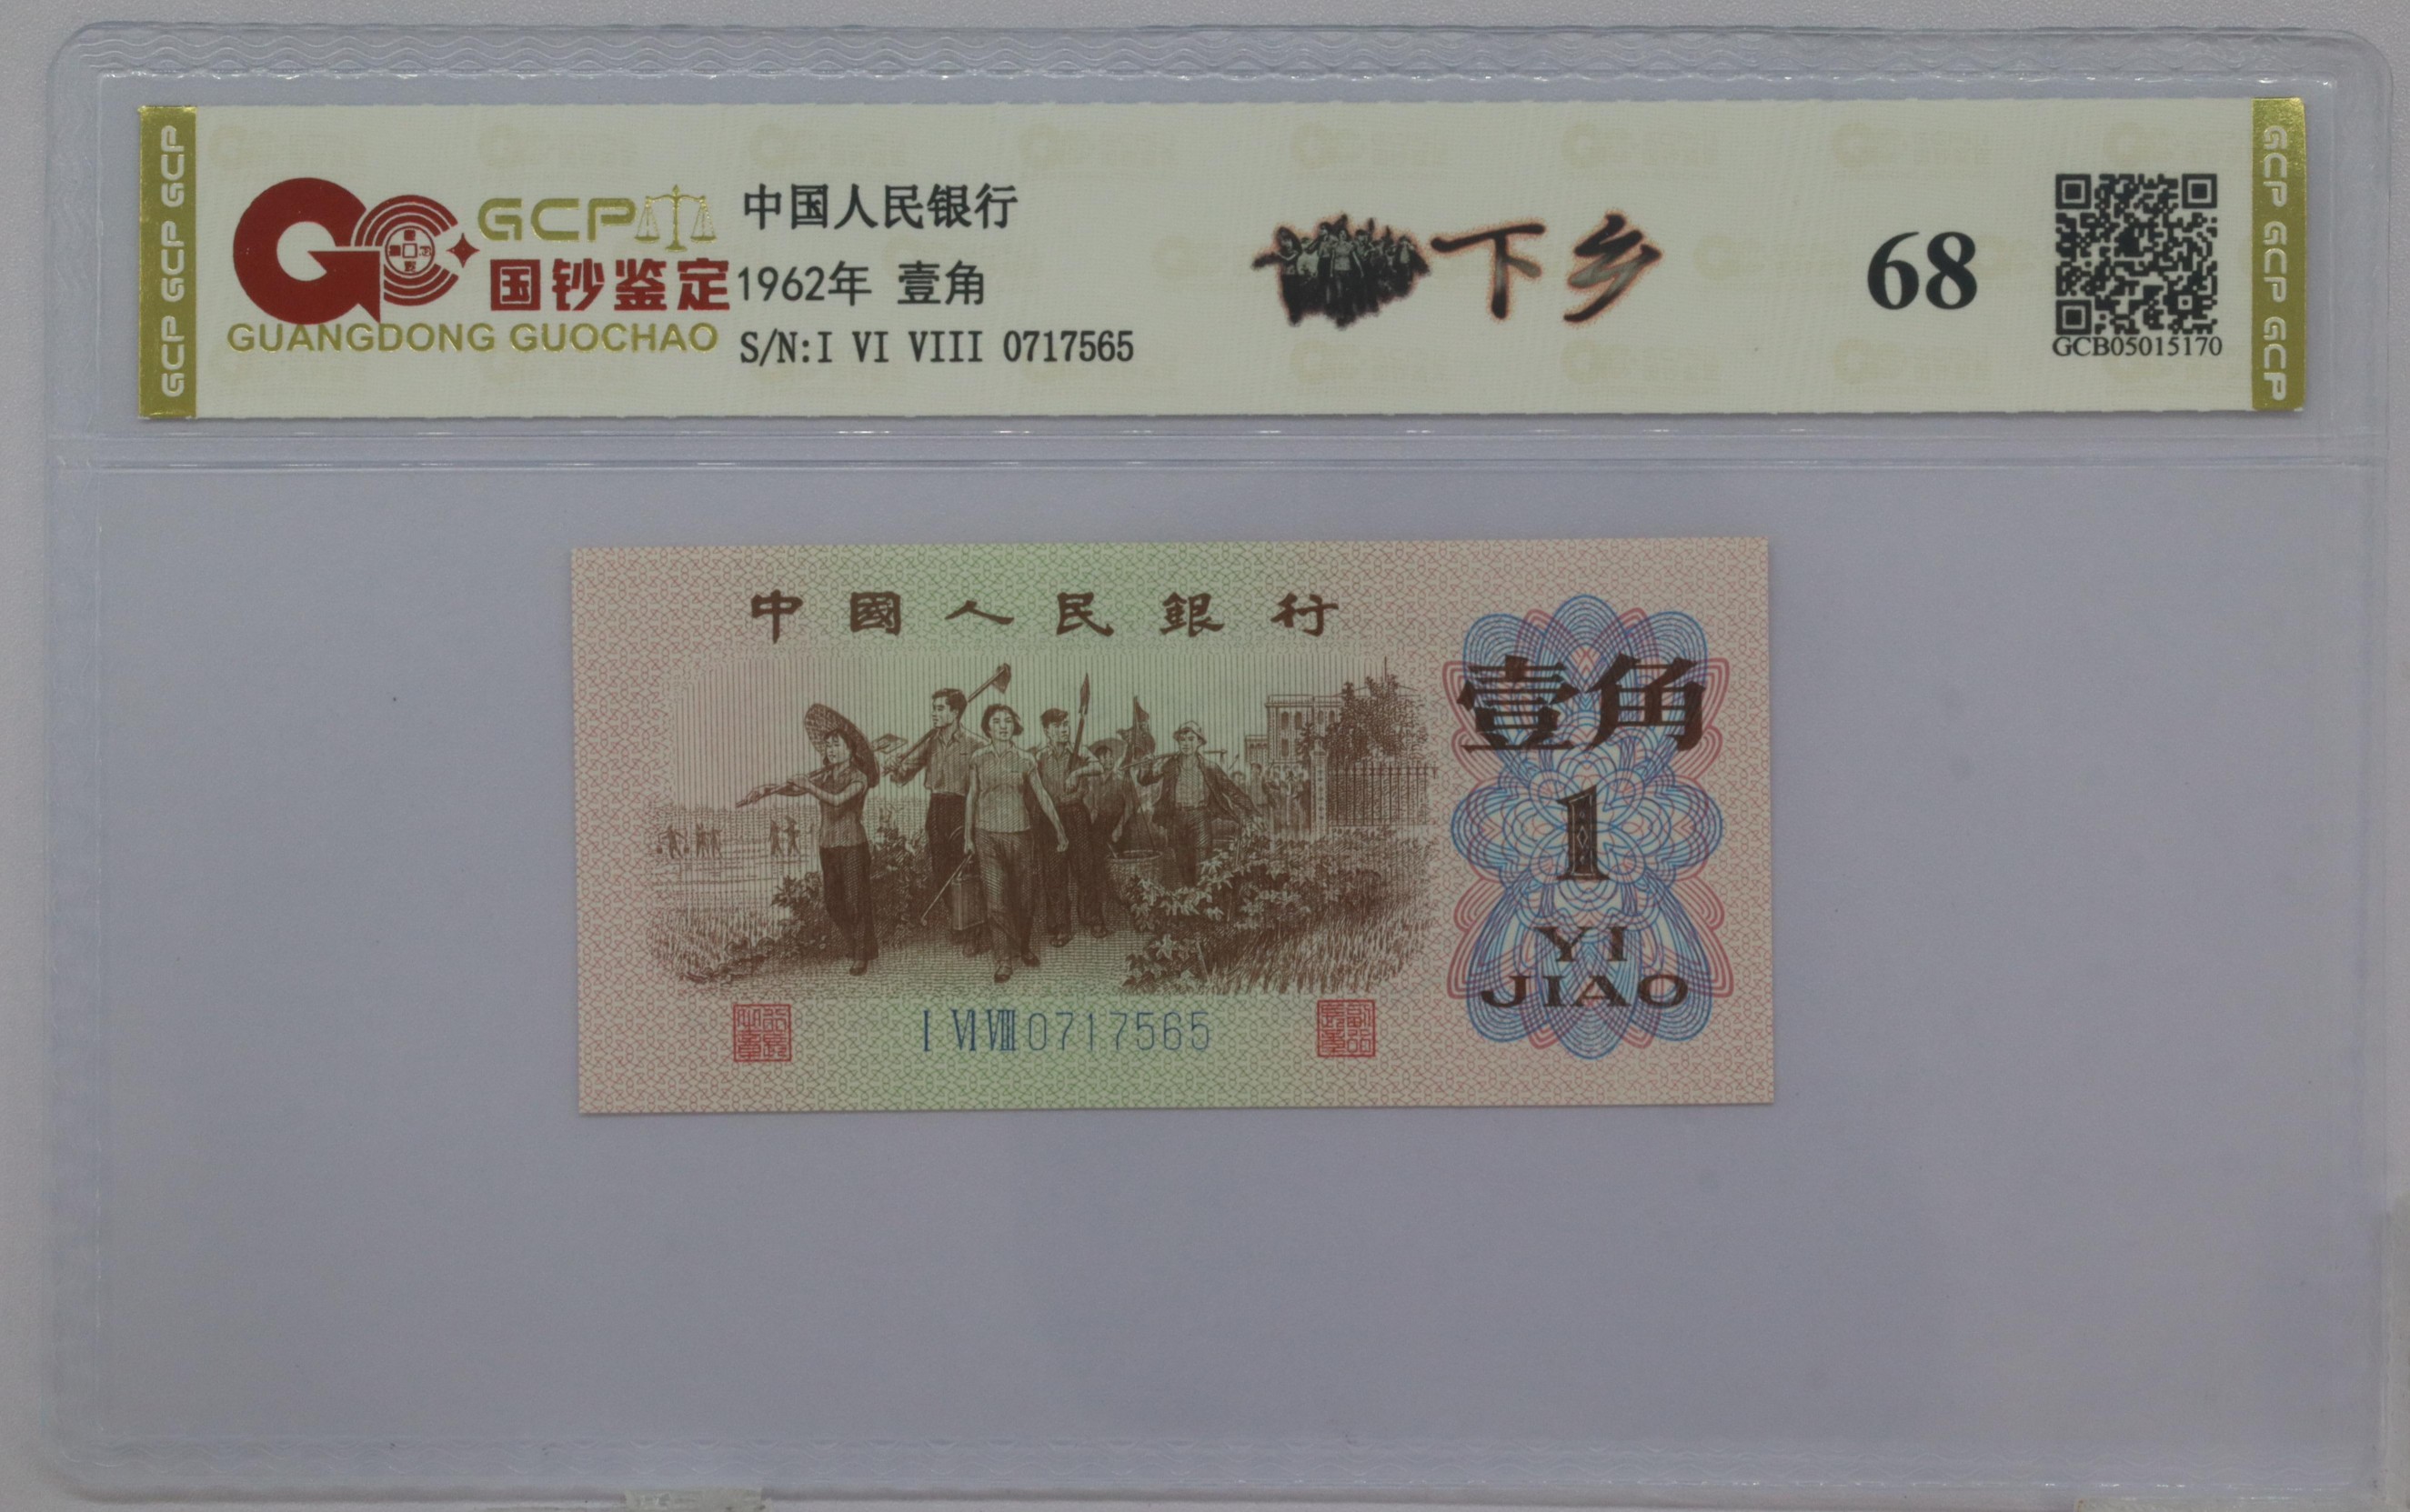 GCP GCP GCP
GCP
国钞鉴定
GUANGDONG GUOCHAO
中国人民银行
1962年 壹角
S/N:I VI VIII 0717565
下乡
68
GCB05015170
GCP GCP GCP
中國人民銀行
壹角
1
YI
JIAO
Ⅰ Ⅵ Ⅷ 0717565